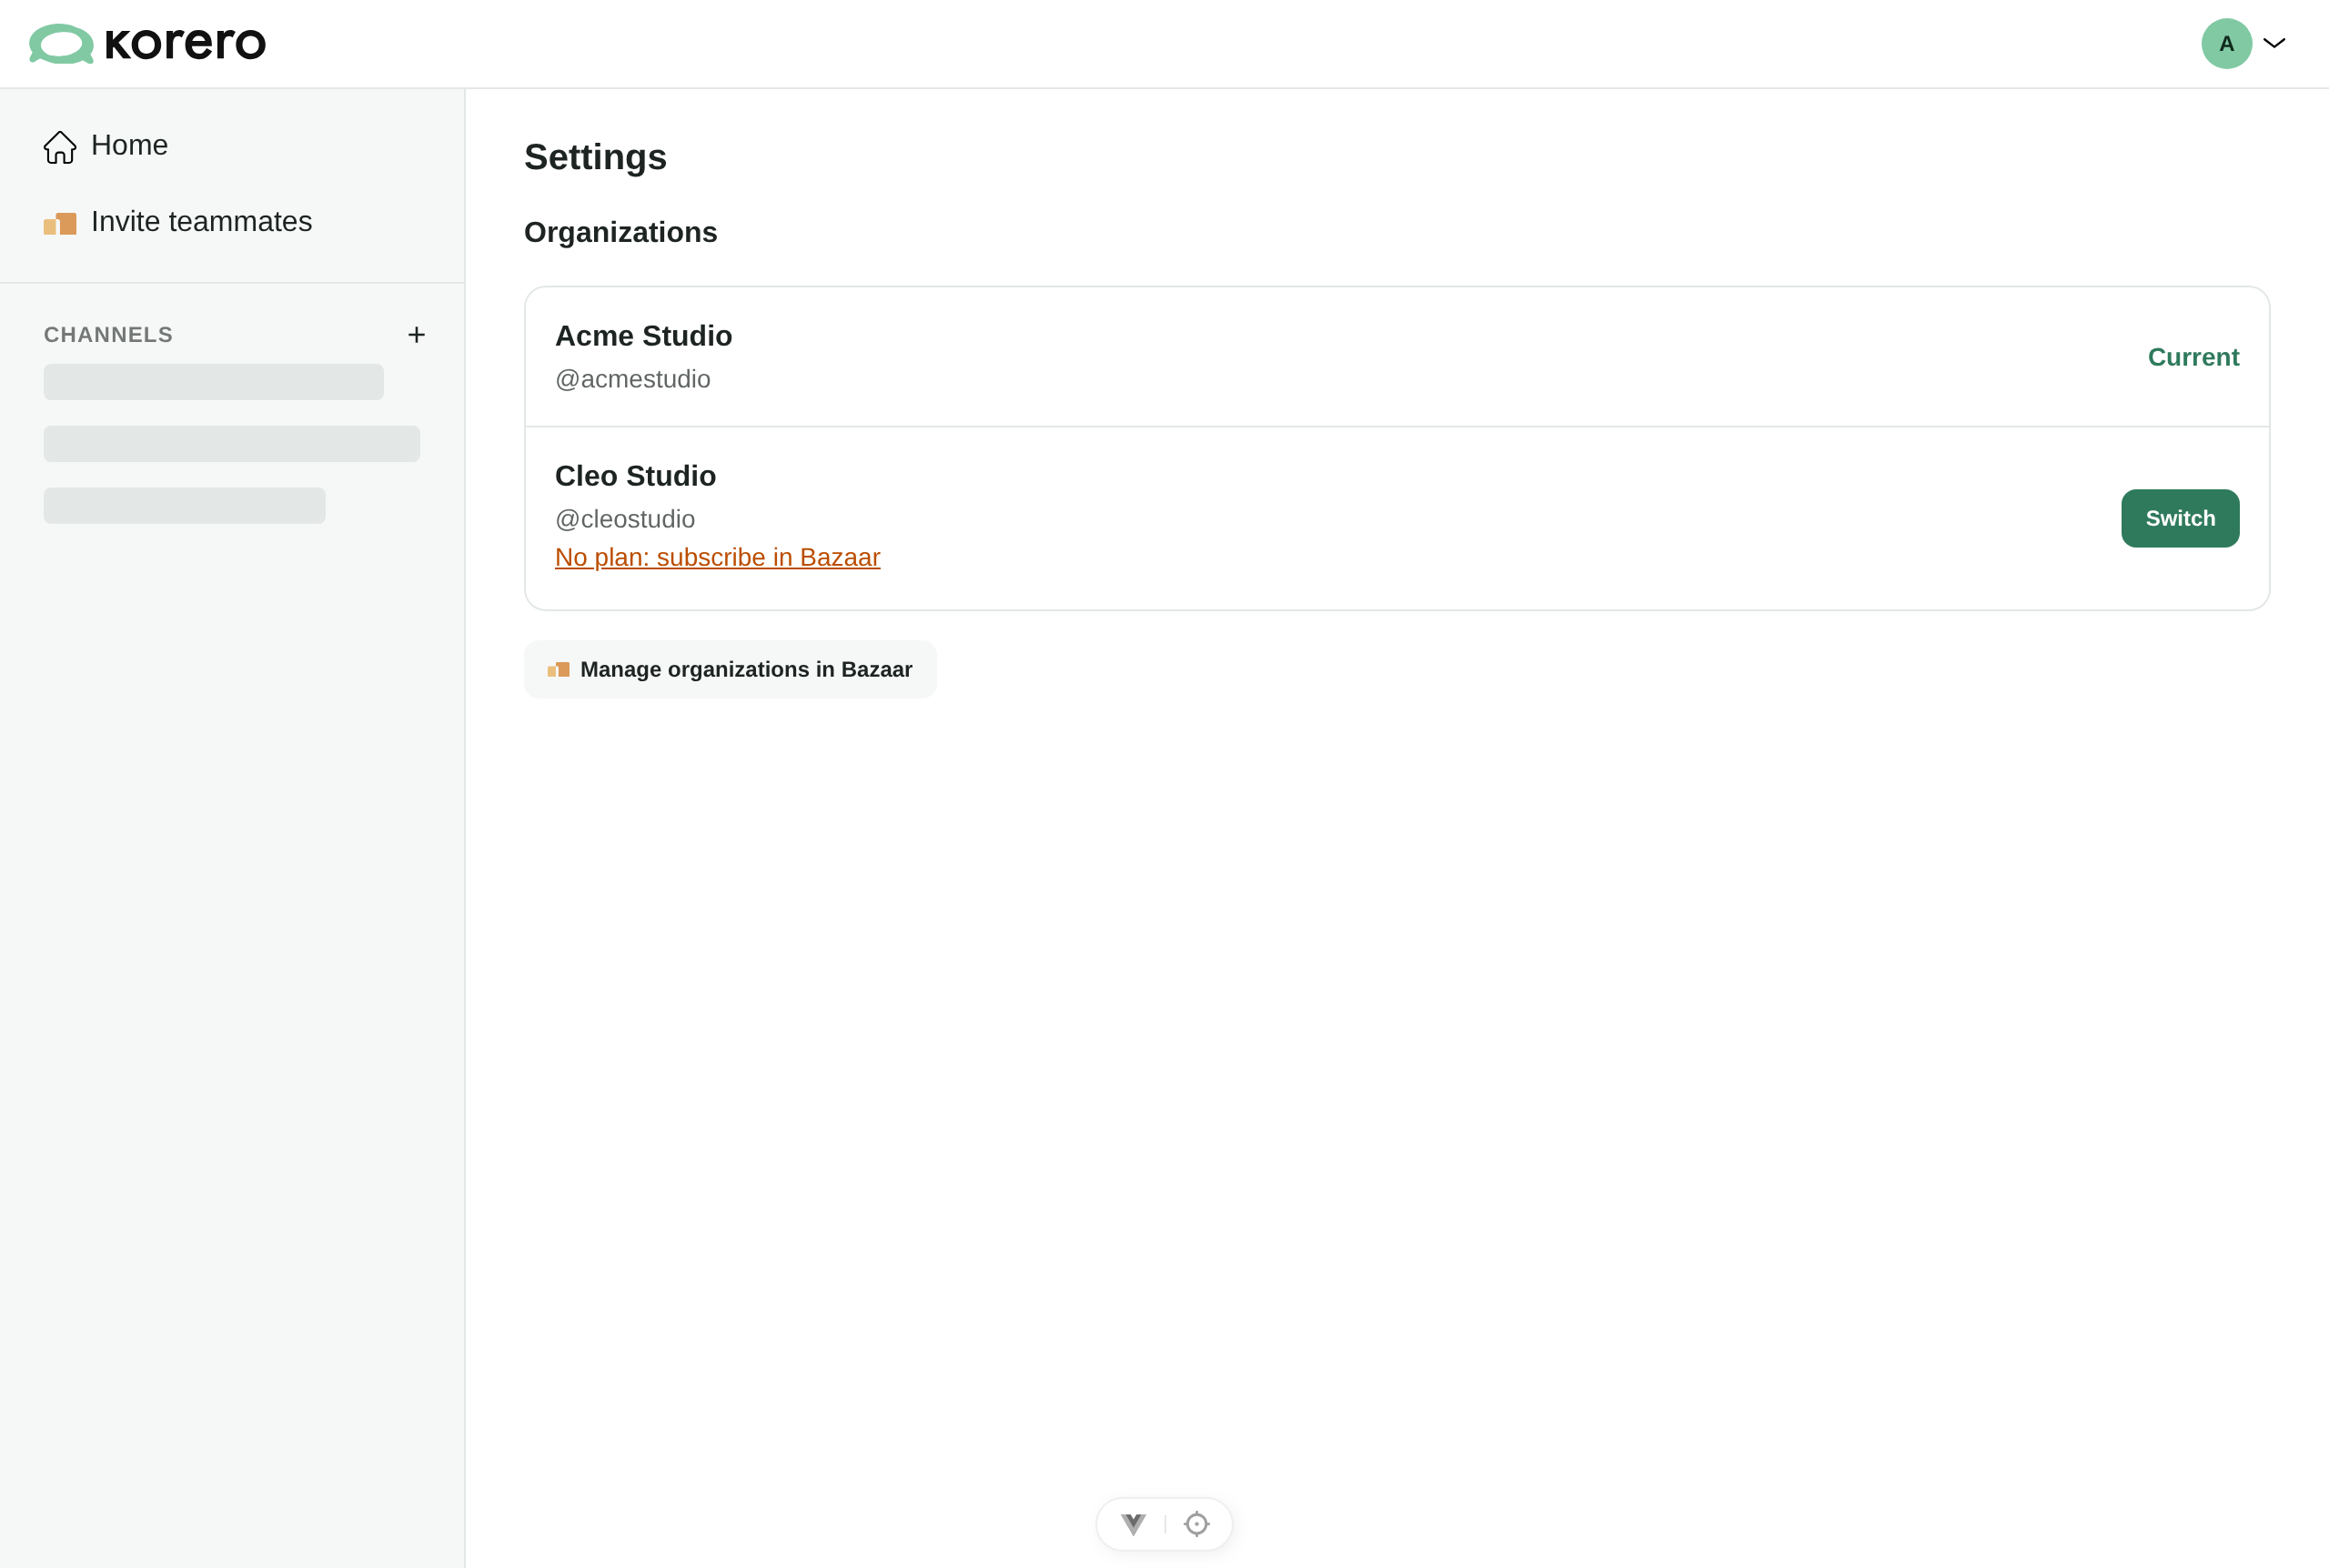 korero
A
Home
Invite teammates
CHANNELS
Settings
Organizations
Acme Studio
@acmestudio
Current
Cleo Studio
@cleostudio
No plan: subscribe in Bazaar
Switch
Manage organizations in Bazaar